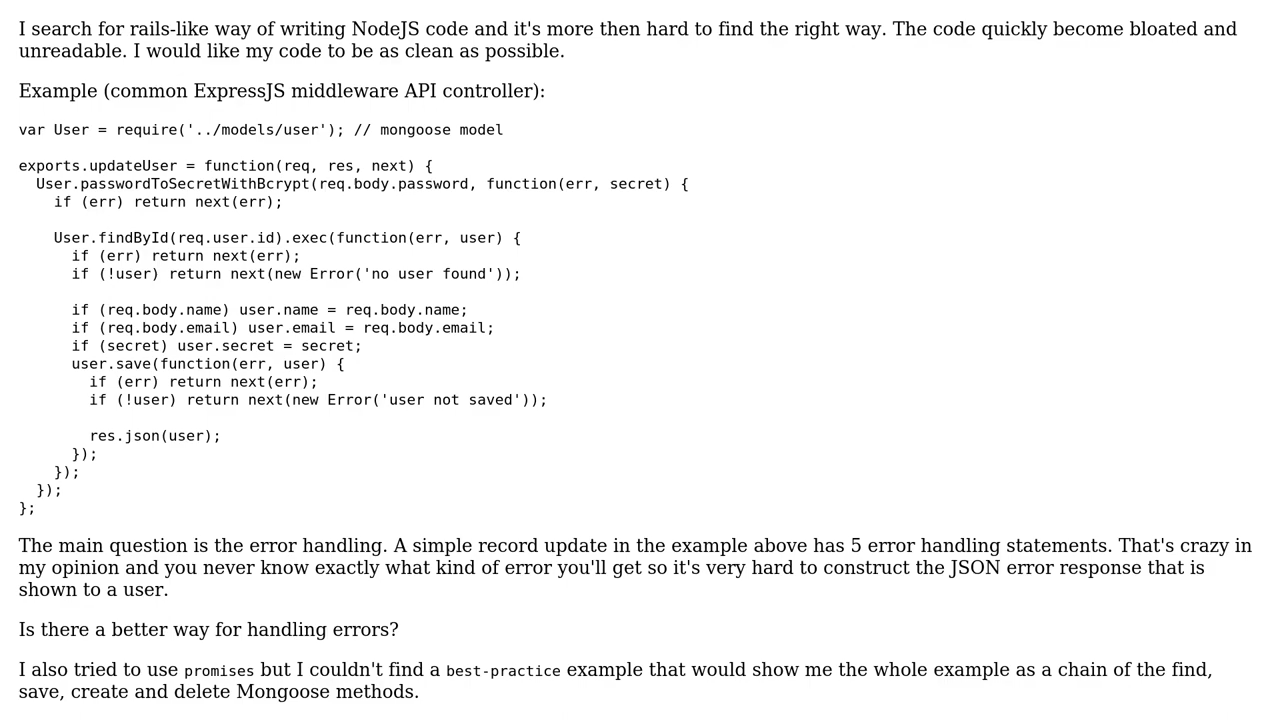 I search for rails-like way of writing NodeJS code and it's more then hard to find the right way. The code quickly become bloated and
unreadable. I would like my code to be as clean as possible.
Example (common ExpressJS middleware API controller):
var User = require('../models/user'); // mongoose model
exports.updateUser = function(req, res, next) {
  User.passwordToSecretWithBcrypt(req.body.password, function(err, secret) {
    if (err) return next(err);
    User.findById(req.user.id).exec(function(err, user) {
      if (err) return next(err);
      if (!user) return next(new Error('no user found'));
      if (req.body.name) user.name = req.body.name;
      if (req.body.email) user.email = req.body.email;
      if (secret) user.secret = secret;
      user.save(function(err, user) {
        if (err) return next(err);
        if (!user) return next(new Error('user not saved'));
        res.json(user);
      });
    });
  });
};
The main question is the error handling. A simple record update in the example above has 5 error handling statements. That's crazy in
my opinion and you never know exactly what kind of error you'll get so it's very hard to construct the JSON error response that is
shown to a user.
Is there a better way for handling errors?
I also tried to use promises but I couldn't find a best-practice example that would show me the whole example as a chain of the find,
save, create and delete Mongoose methods.